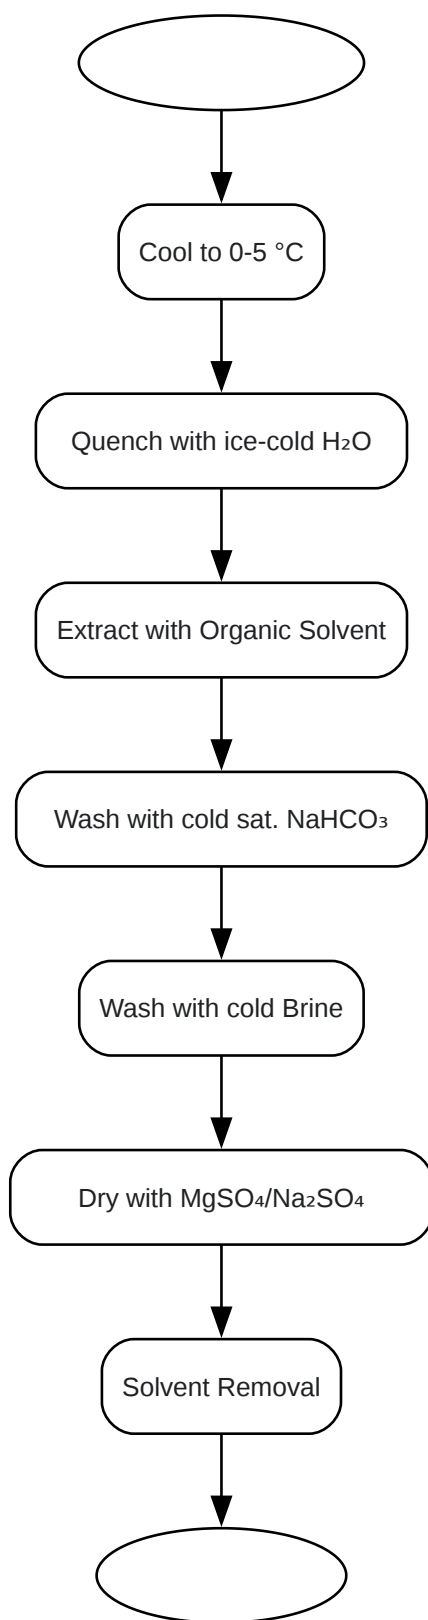 Cool to 0-5 °C
Quench with ice-cold H₂O
Extract with Organic Solvent
Wash with cold sat. NaHCO₃
Wash with cold Brine
Dry with MgSO₄/Na₂SO₄
Solvent Removal